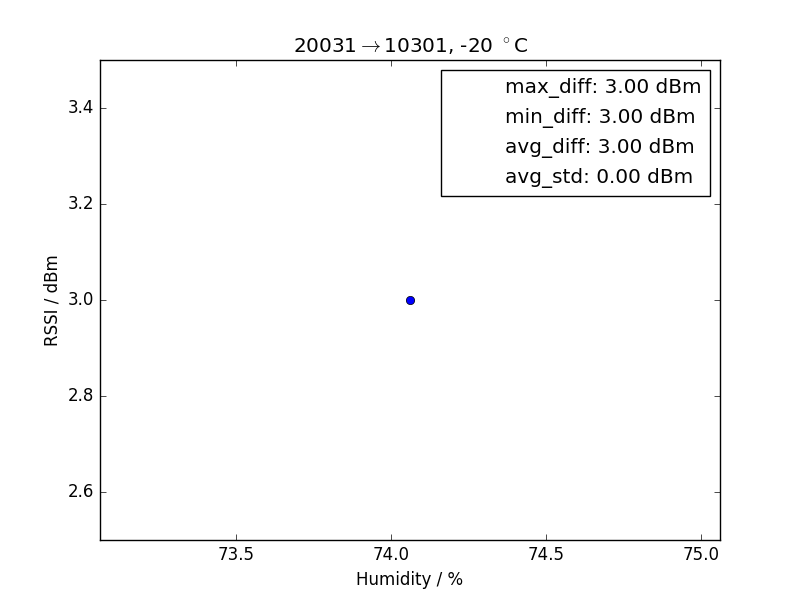 20031→10301, -20 °C
max_diff: 3.00 dBm
min_diff: 3.00 dBm
avg_diff: 3.00 dBm
avg_std: 0.00 dBm
RSSI / dBm
3.4
3.2
3.0
2.8
2.6
73.5 74.0 74.5 75.0
Humidity / %